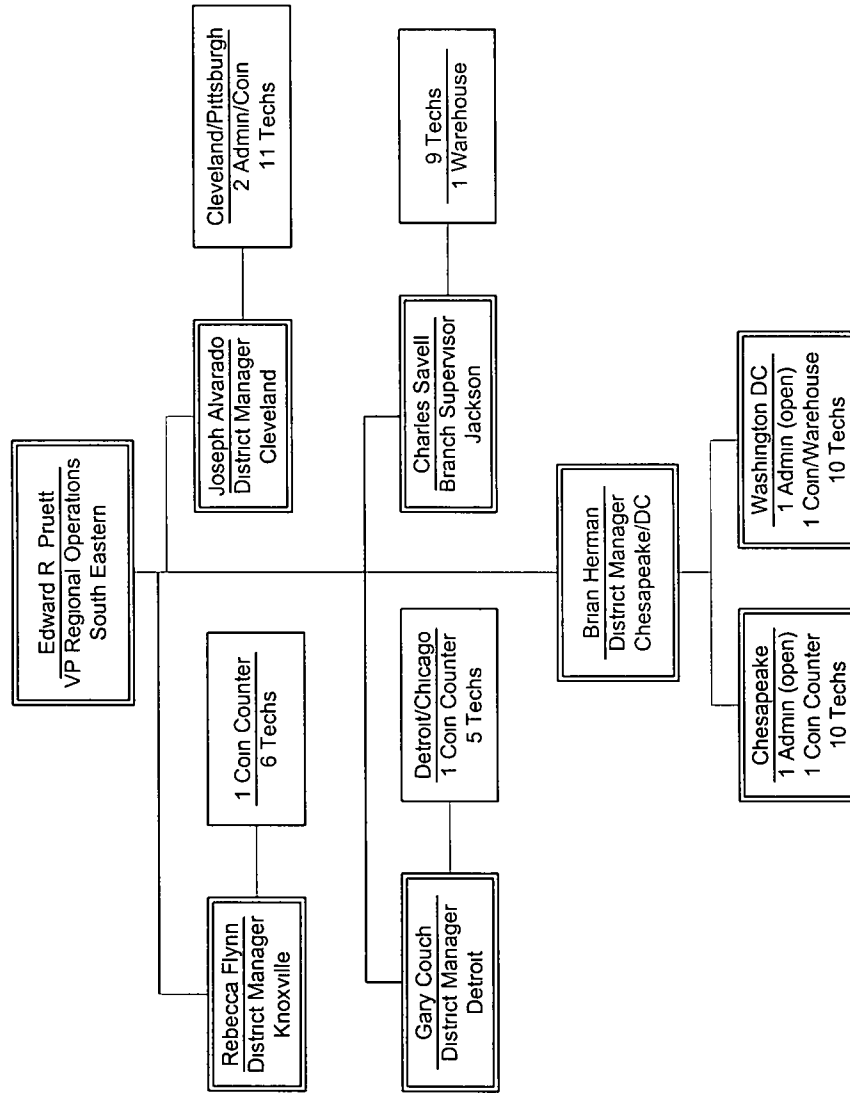 Edward R Pruett
VP Regional Operations
South Eastern
Rebecca Flynn
District Manager
Knoxville
1 Coin Counter
6 Techs
Joseph Alvarado
District Manager
Cleveland
Cleveland/Pittsburgh
2 Admin/Coin
11 Techs
Gary Couch
District Manager
Detroit
Detroit/Chicago
1 Coin Counter
5 Techs
Charles Savell
Branch Supervisor
Jackson
9 Techs
1 Warehouse
Brian Herman
District Manager
Chesapeake/DC
Chesapeake
1 Admin (open)
1 Coin Counter
10 Techs
Washington DC
1 Admin (open)
1 Coin/Warehouse
10 Techs